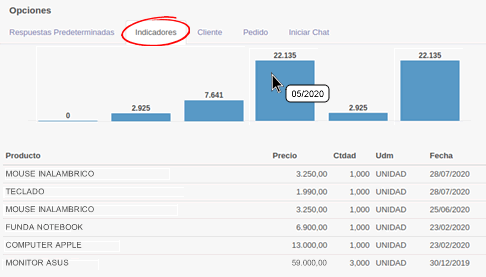 Opciones
Respuestas Predeterminadas Indicadores Cliente Pedido Iniciar Chat
0 2.925 7.641 22.135 2.925 22.135
05/2020
Producto Precio Ctdad Udm Fecha
MOUSE INALAMBRICO 3.250,00 1,000 UNIDAD 28/07/2020
TECLADO 1.990,00 1,000 UNIDAD 28/07/2020
MOUSE INALAMBRICO 3.250,00 1,000 UNIDAD 25/06/2020
FUNDA NOTEBOOK 6.900,00 1,000 UNIDAD 23/02/2020
COMPUTER APPLE 13.000,00 1,000 UNIDAD 23/02/2020
MONITOR ASUS 59.000,00 3,000 UNIDAD 30/12/2019